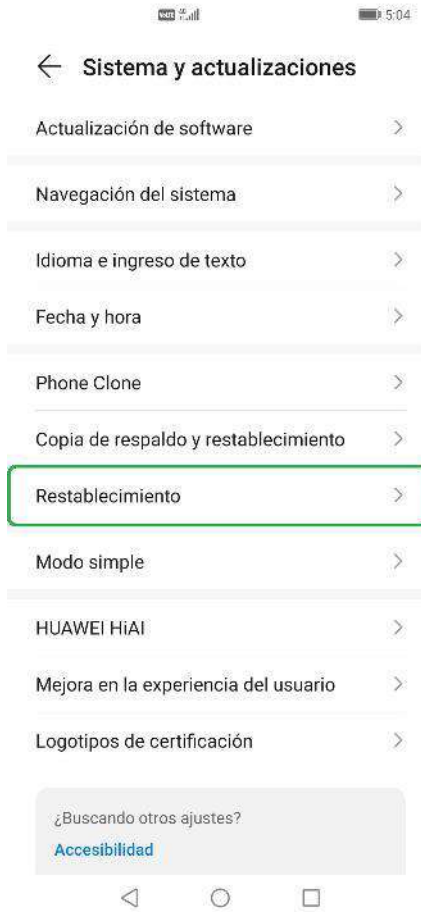 VoLTE 5:04
Sistema y actualizaciones
Actualización de software
Navegación del sistema
Idioma e ingreso de texto
Fecha y hora
Phone Clone
Copia de respaldo y restablecimiento
Restablecimiento
Modo simple
HUAWEI HiAI
Mejora en la experiencia del usuario
Logotipos de certificación
¿Buscando otros ajustes?
Accesibilidad